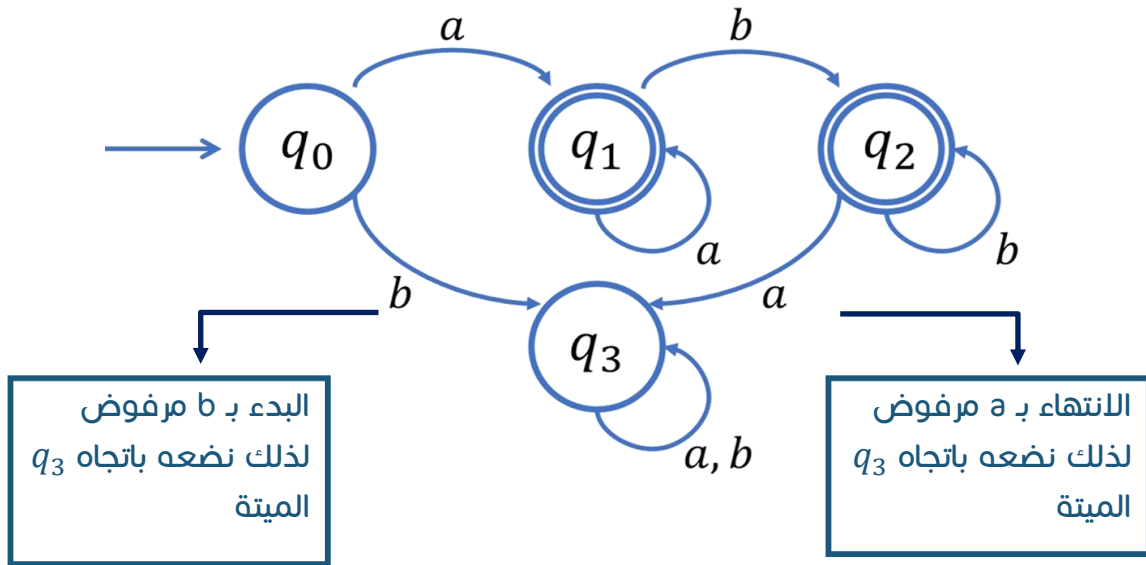 a
b
q0
q1
q2
a
b
b
a
q3
a, b
البدء بـ b مرفوض
لذلك نضعه باتجاه q3
الميتة
الانتهاء بـ a مرفوض
لذلك نضعه باتجاه q3
الميتة